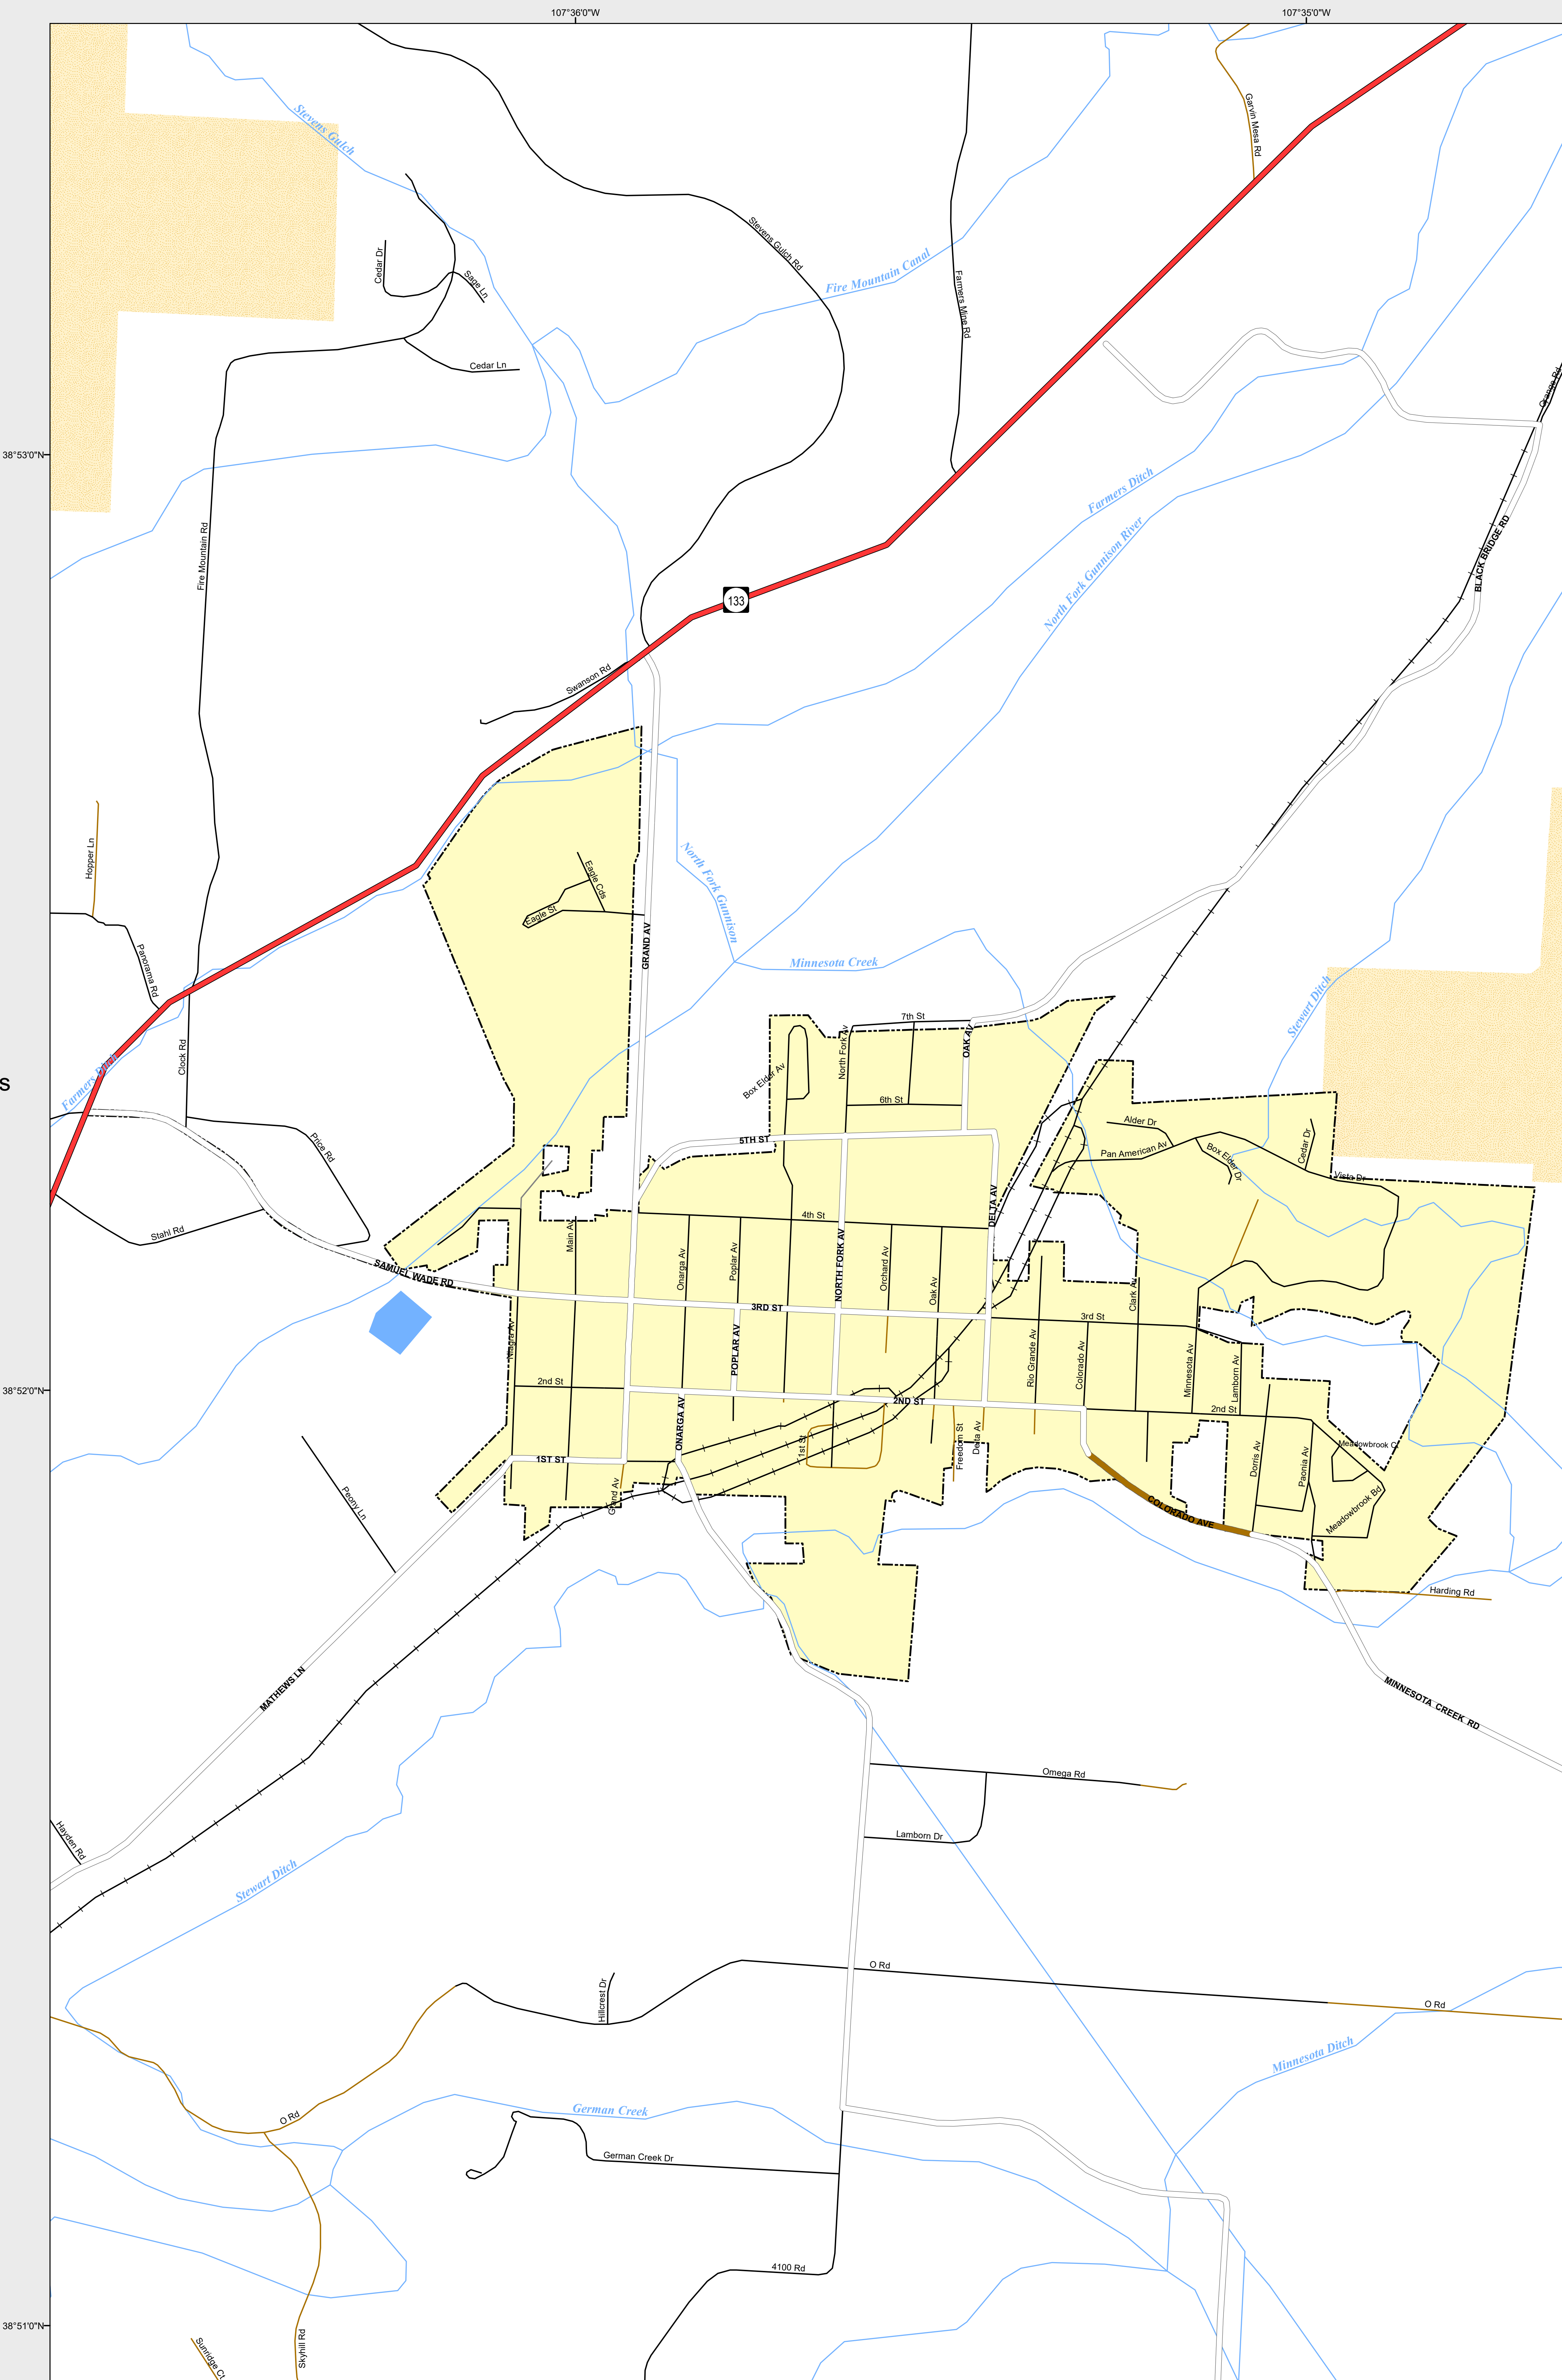 107°36'0"W
107°35'0"W
Stevens Gulch
Garvin Mesa Rd
Stevens Gulch Rd
Cedar Dr
Sage Ln
Fire Mountain Canal
Farmers Mine Rd
Cedar Ln
Grange Rd
38°53'0"N
Farmers Ditch
Fire Mountain Rd
North Fork Gunnison River
BLACK BRIDGE RD
133
Swanson Rd
Hopper Ln
Eagle Cds
Eagle St
North Fork Gunnison
GRAND AV
Panorama Rd
Minnesota Creek
Stewart Ditch
7th St
North Fork Av
OAK AV
Clock Rd
Farmers Ditch
s
Box Elder Av
6th St
Alder Dr
5TH ST
Price Rd
Pan American Av
Box Elder Dr
Cedar Dr
Vista Dr
DELTA AV
4th St
Stahl Rd
Main Av
Onarga Av
Poplar Av
NORTH FORK AV
Orchard Av
Oak Av
Clark Av
SAMUEL WADE RD
3RD ST
3rd St
Niagra Av
POPLAR AV
Rio Grande Av
Colorado Av
Minnesota Av
Lamborn Av
38°52'0"N
2nd St
2ND ST
2nd St
ONARGA AV
1st St
Freedom St
Delta Av
Meadowbrook Ct
1ST ST
Dorris Av
Paonia Av
Grand Av
Peony Ln
COLORADO AVE
Meadowbrook Bd
Harding Rd
MATHEWS LN
MINNESOTA CREEK RD
Omega Rd
Lamborn Dr
Hayden Rd
Stewart Ditch
O Rd
Hillcrest Dr
O Rd
Minnesota Ditch
German Creek
O Rd
German Creek Dr
4100 Rd
38°51'0"N
Skyhill Rd
Sunridge Ct